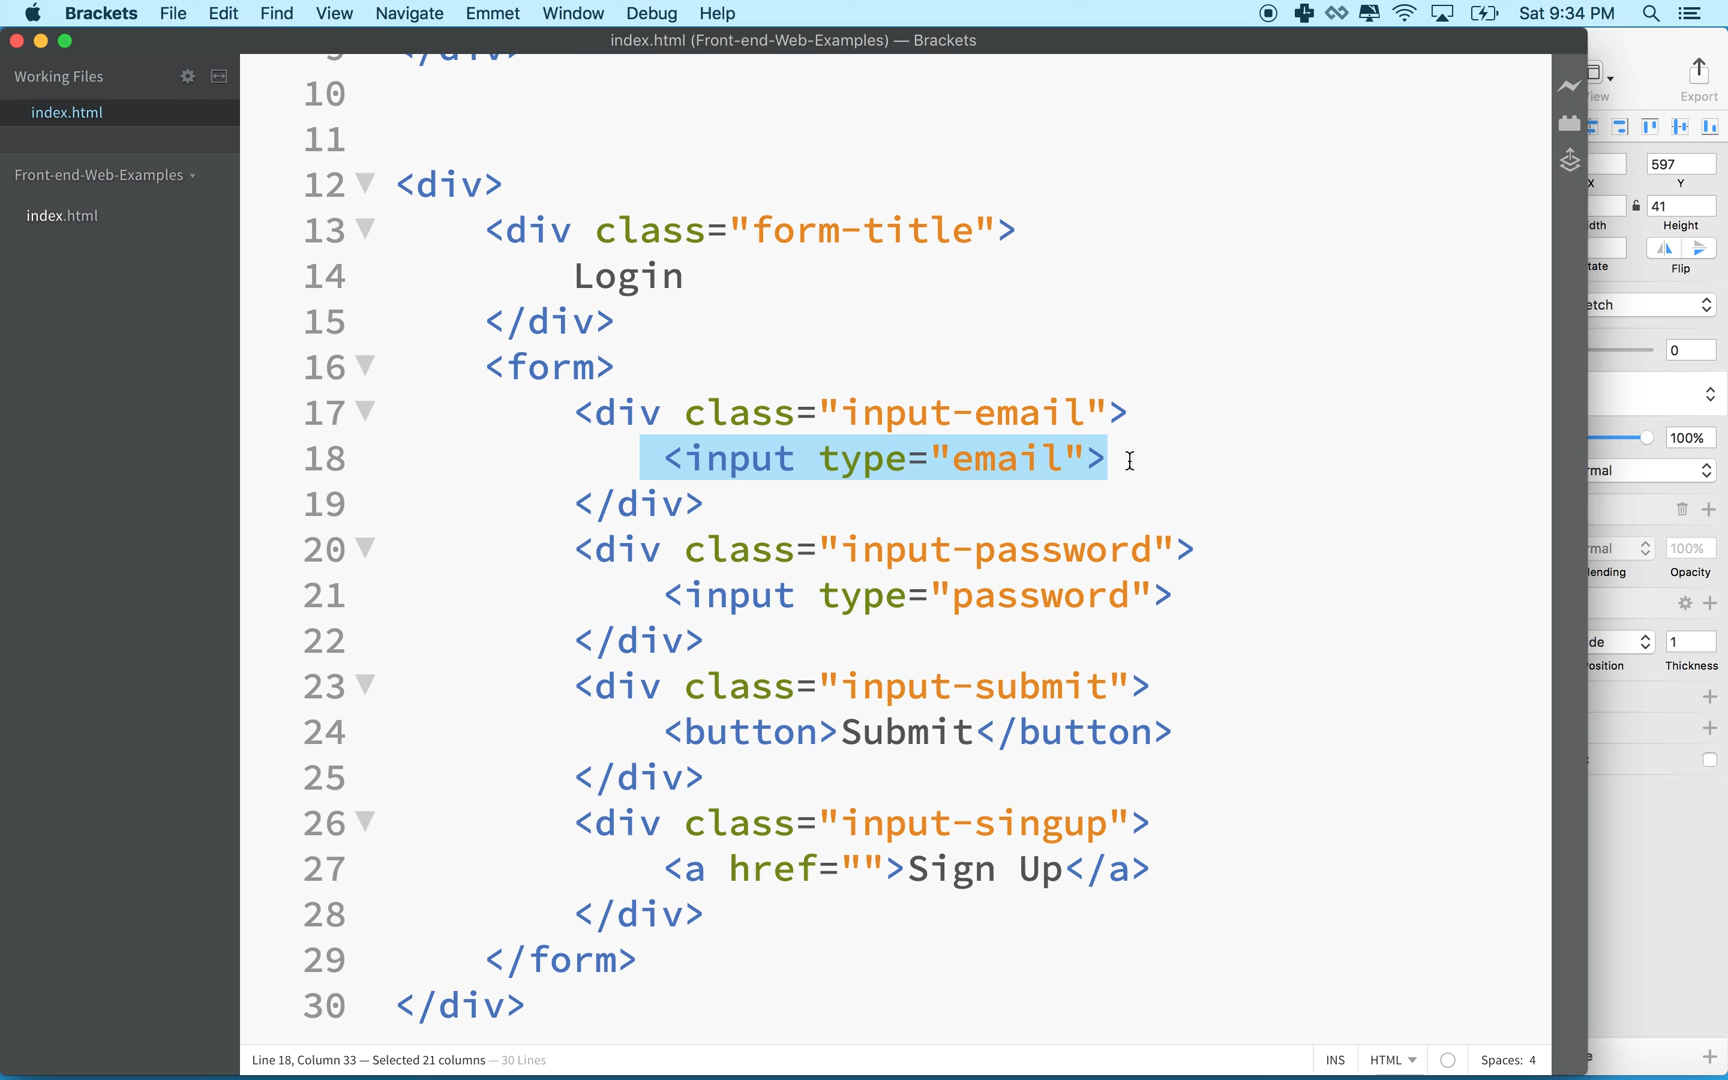 Brackets File Edit Find View Navigate Emmet Window Debug Help Sat 9:34 PM
index.html (Front-end-Web-Examples) — Brackets
Working Files
index.html
Front-end-Web-Examples
index.html
9 </div>
10
11
12 <div>
13 <div class="form-title">
14 Login
15 </div>
16 <form>
17 <div class="input-email">
18 <input type="email">
19 </div>
20 <div class="input-password">
21 <input type="password">
22 </div>
23 <div class="input-submit">
24 <button>Submit</button>
25 </div>
26 <div class="input-singup">
27 <a href="">Sign Up</a>
28 </div>
29 </form>
30 </div>
Line 18, Column 33 — Selected 21 columns — 30 Lines
INS HTML Spaces: 4
Export
597
X Y
41
Height
Flip
0
100%
100%
Opacity
1
Thickness